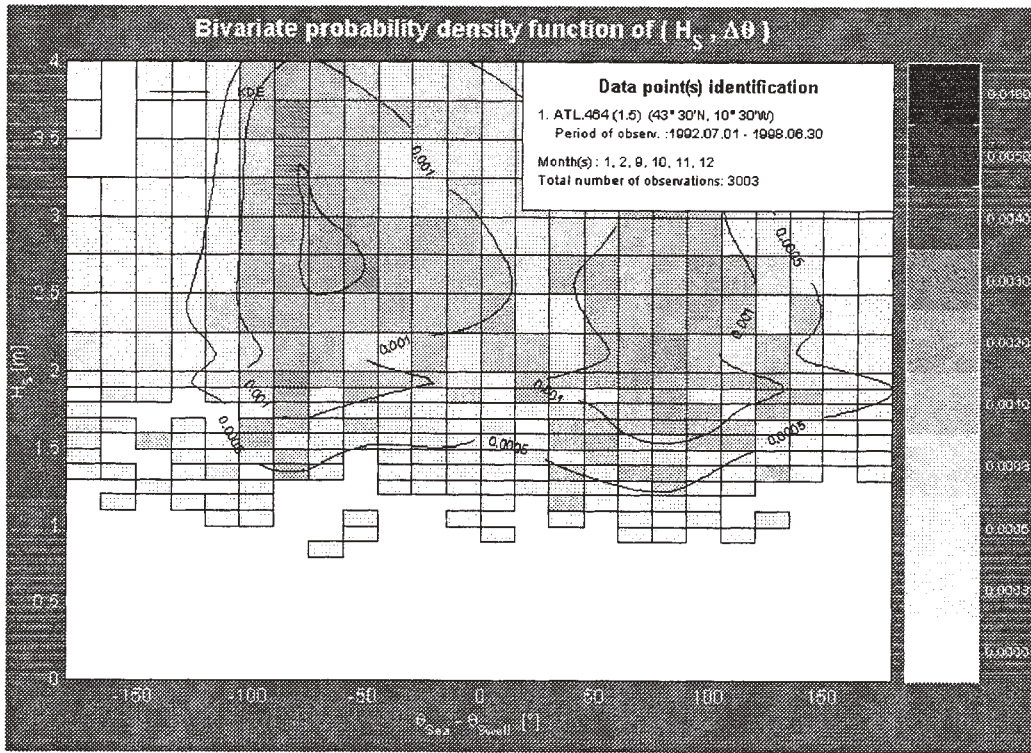 Bivariate probability density function of ( H_S , Δθ )
KDE
Data point(s) identification
1. ATL.464 (1.5) (43° 30'N, 10° 30'W)
Period of observ. :1992.07.01 - 1998.06.30
Month(s) : 1, 2, 9, 10, 11, 12
Total number of observations: 3003
4
3.5
3
2.5
2
1.5
1
0.5
0
H_S [m]
0.001
2
0.0005
0.001
0.001
0.001
0.001
0.0005
0.0005
0.0005
-150
-100
-50
0
50
100
150
θ_Sea - θ_Swell [°]